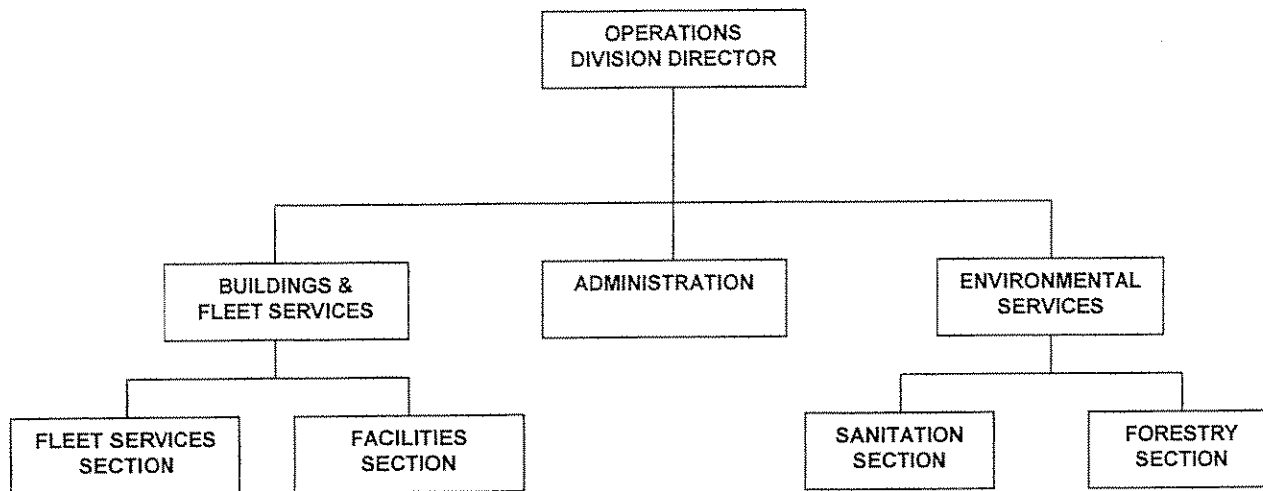 OPERATIONS
DIVISION DIRECTOR
BUILDINGS &
FLEET SERVICES
ADMINISTRATION
ENVIRONMENTAL
SERVICES
FLEET SERVICES
SECTION
FACILITIES
SECTION
SANITATION
SECTION
FORESTRY
SECTION